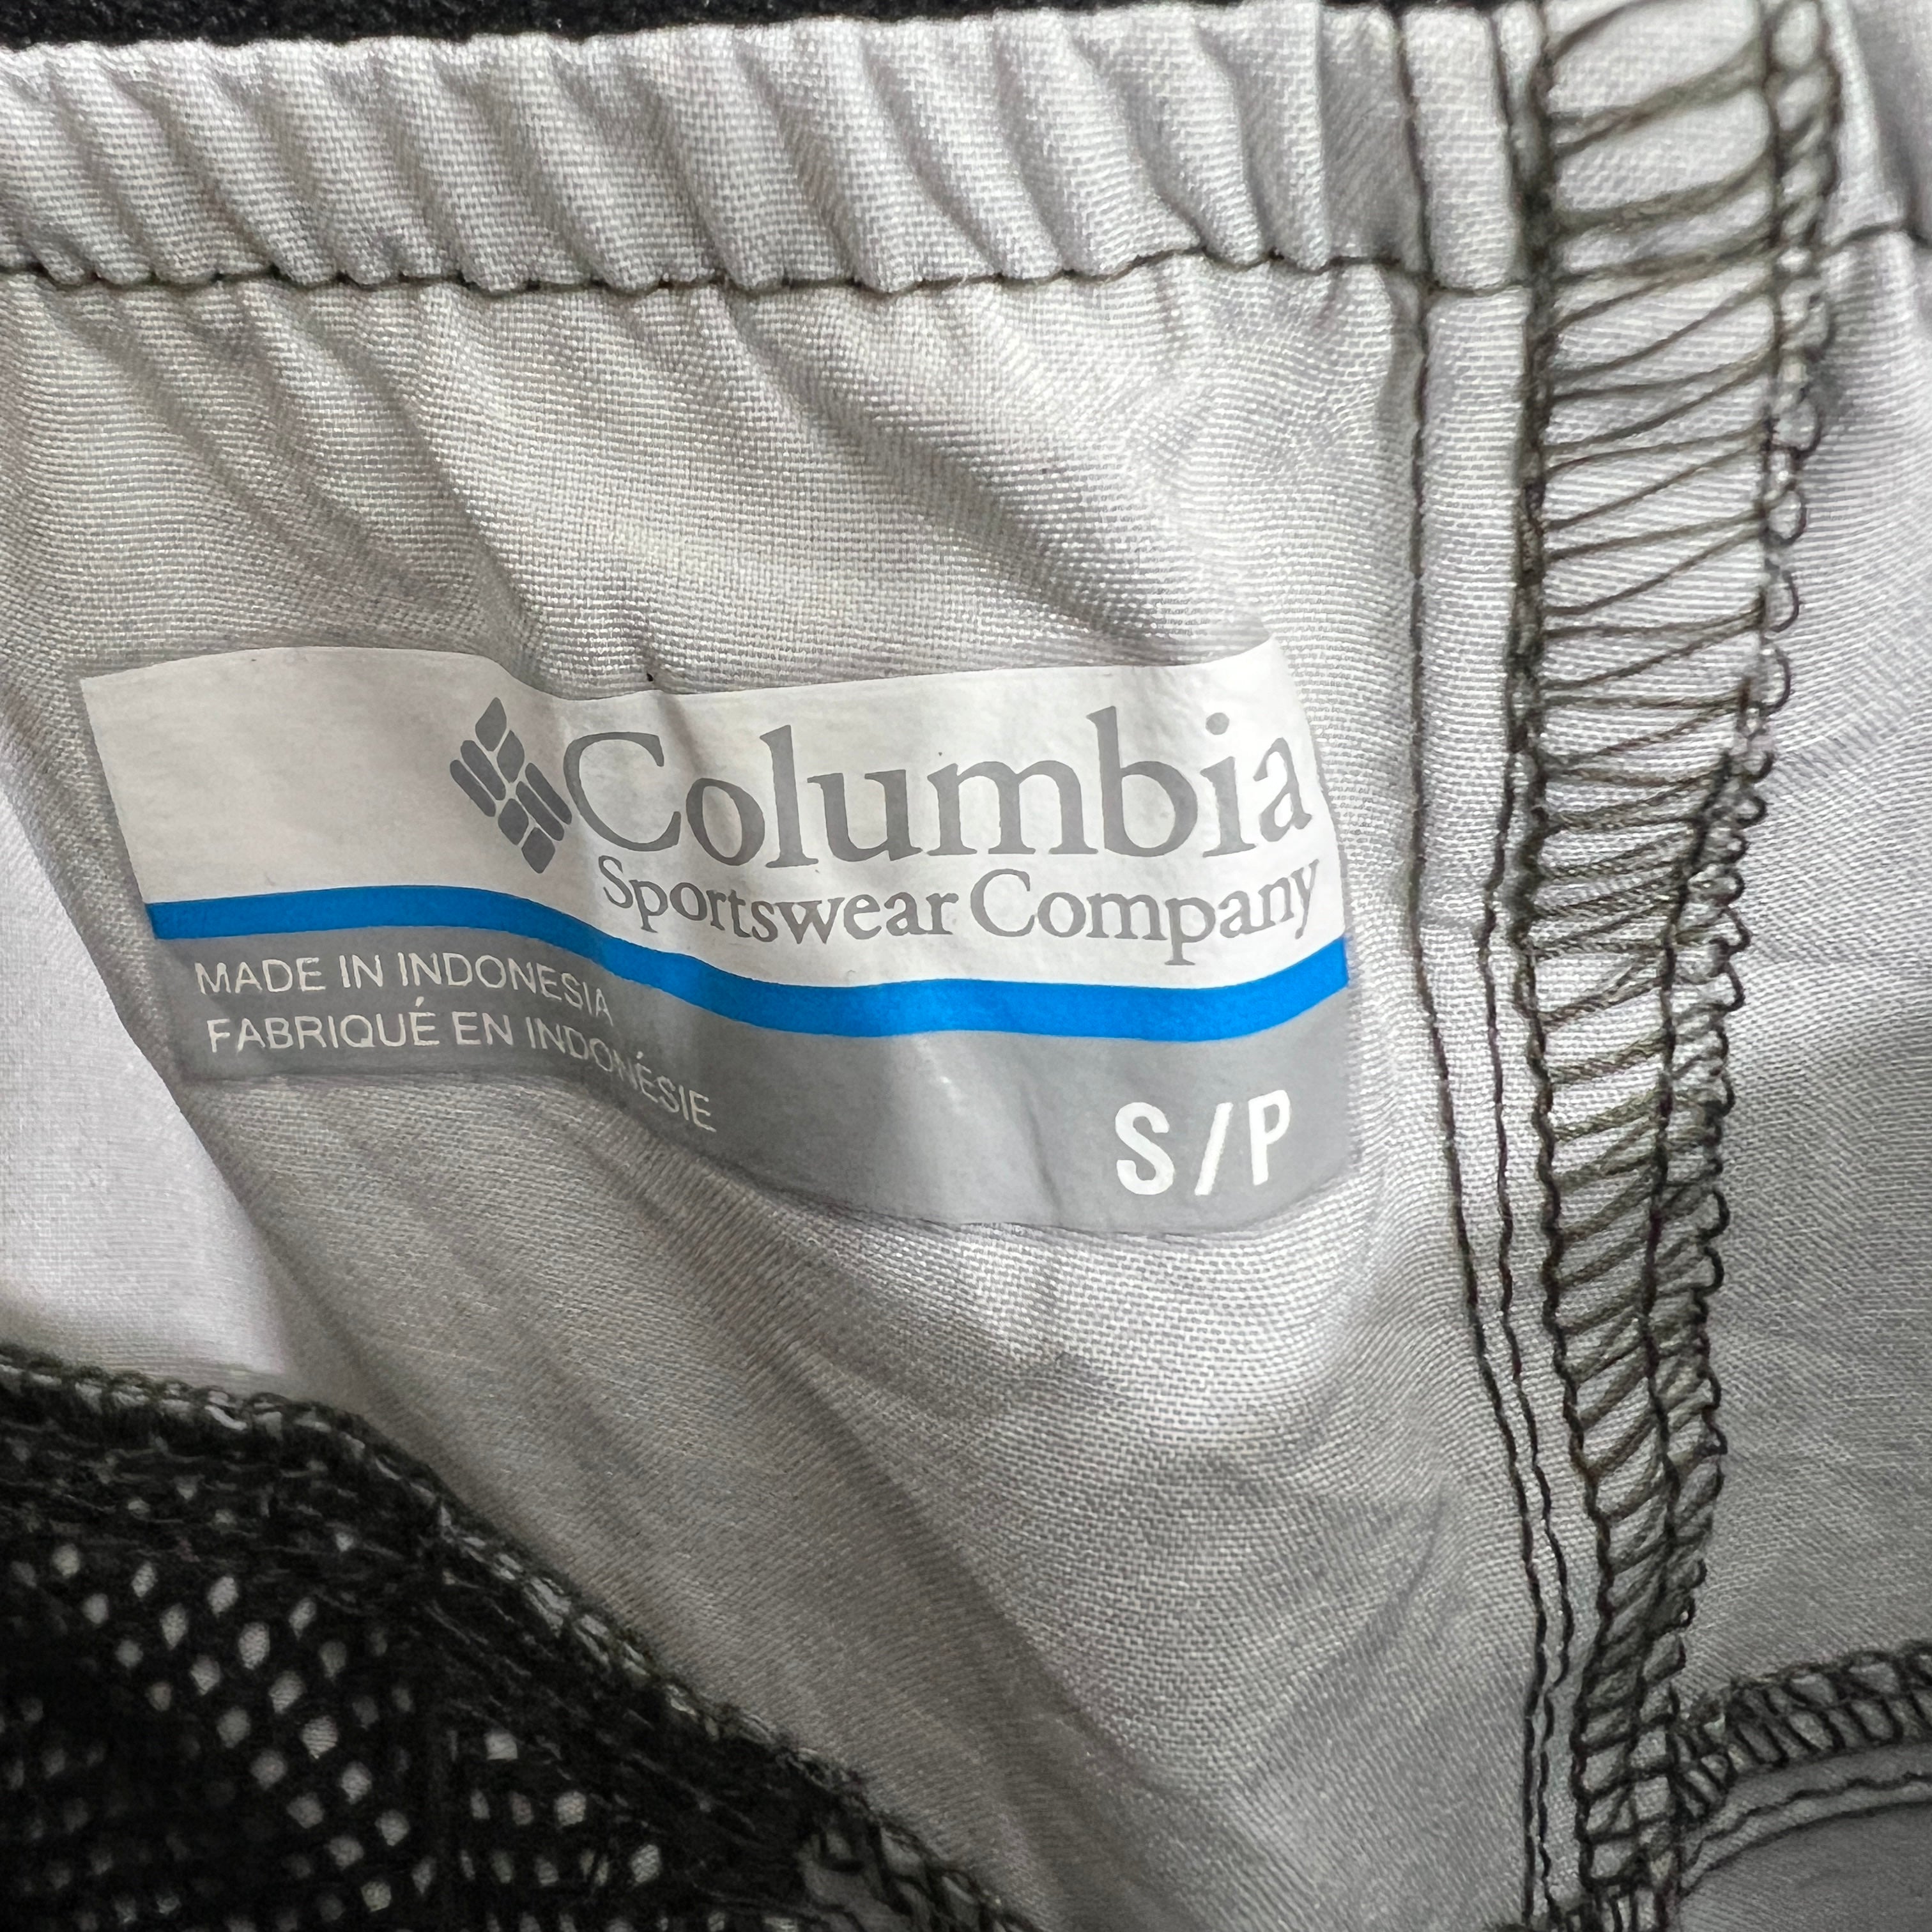 Columbia
Sportswear Company
MADE IN INDONESIA
FABRIQUÉ EN INDONÉSIE
S/P